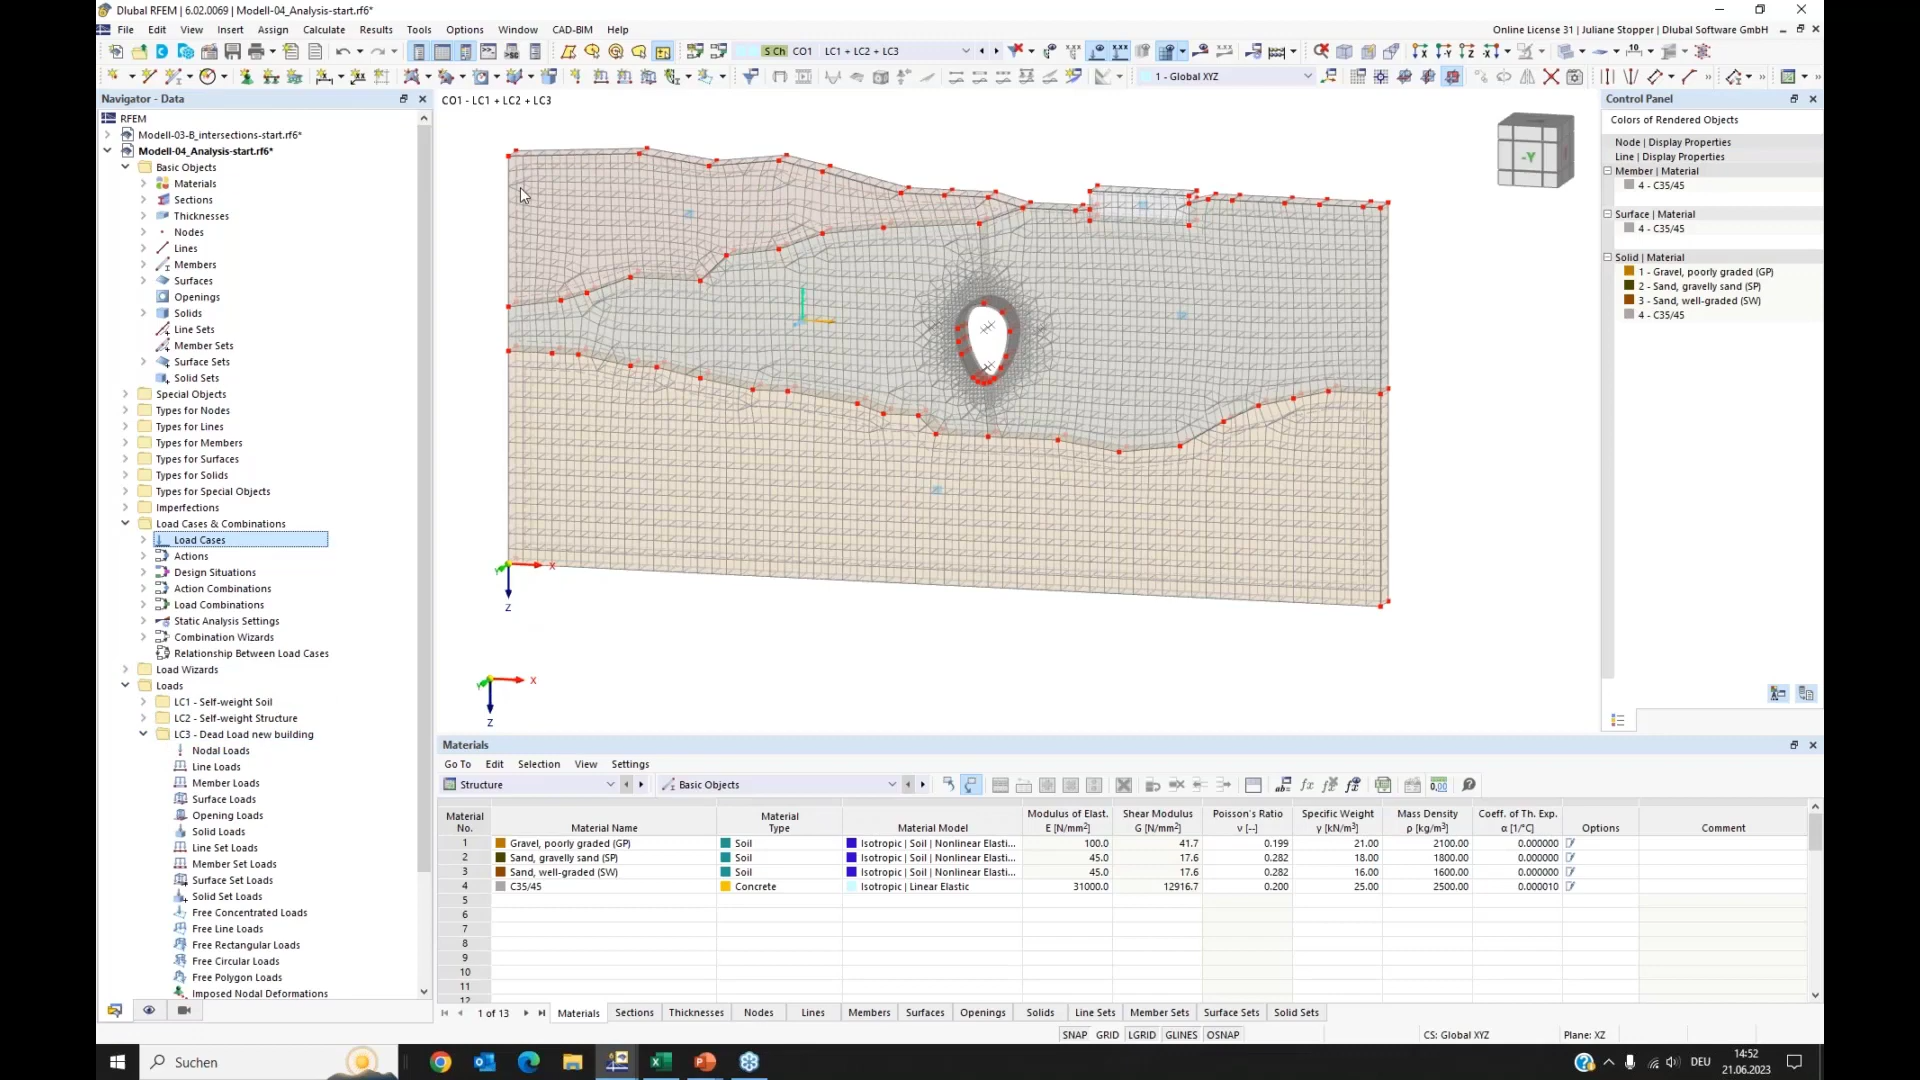 Dlubal RFEM | 6.02.0069 | Modell-04_Analysis-start.rf6*
File Edit View Insert Assign Calculate Results Tools Options Window CAD-BIM Help
Online License 31 | Juliane Stopper | Dlubal Software GmbH
S Ch CO1 LC1 + LC2 + LC3
1 - Global XYZ
Navigator - Data
RFEM
Modell-03-B_intersections-start.rf6*
Modell-04_Analysis-start.rf6*
Basic Objects
Materials
Sections
Thicknesses
Nodes
Lines
Members
Surfaces
Openings
Solids
Line Sets
Member Sets
Surface Sets
Solid Sets
Special Objects
Types for Nodes
Types for Lines
Types for Members
Types for Surfaces
Types for Solids
Types for Special Objects
Imperfections
Load Cases & Combinations
Load Cases
Actions
Design Situations
Action Combinations
Load Combinations
Static Analysis Settings
Combination Wizards
Relationship Between Load Cases
Load Wizards
Loads
LC1 - Self-weight Soil
LC2 - Self-weight Structure
LC3 - Dead Load new building
Nodal Loads
Line Loads
Member Loads
Surface Loads
Opening Loads
Solid Loads
Line Set Loads
Member Set Loads
Surface Set Loads
Solid Set Loads
Free Concentrated Loads
Free Line Loads
Free Rectangular Loads
Free Circular Loads
Free Polygon Loads
Imposed Nodal Deformations
CO1 - LC1 + LC2 + LC3
-Y
Y X
Z
Y X
Z
Control Panel
Colors of Rendered Objects
Node | Display Properties
Line | Display Properties
Member | Material
4 - C35/45
Surface | Material
4 - C35/45
Solid | Material
1 - Gravel, poorly graded (GP)
2 - Sand, gravelly sand (SP)
3 - Sand, well-graded (SW)
4 - C35/45
Materials
Go To Edit Selection View Settings
Structure Basic Objects
Material No. Material Name Material Type Material Model Modulus of Elast. E [N/mm²] Shear Modulus G [N/mm²] Poisson's Ratio ν [--] Specific Weight γ [kN/m³] Mass Density ρ [kg/m³] Coeff. of Th. Exp. α [1/°C] Options Comment
1 Gravel, poorly graded (GP) Soil Isotropic | Soil | Nonlinear Elasti... 100.0 41.7 0.199 21.00 2100.00 0.000000
2 Sand, gravelly sand (SP) Soil Isotropic | Soil | Nonlinear Elasti... 45.0 17.6 0.282 18.00 1800.00 0.000000
3 Sand, well-graded (SW) Soil Isotropic | Soil | Nonlinear Elasti... 45.0 17.6 0.282 16.00 1600.00 0.000000
4 C35/45 Concrete Isotropic | Linear Elastic 31000.0 12916.7 0.200 25.00 2500.00 0.000010
5
6
7
8
9
10
11
12
1 of 13 Materials Sections Thicknesses Nodes Lines Members Surfaces Openings Solids Line Sets Member Sets Surface Sets Solid Sets
SNAP GRID LGRID GLINES OSNAP CS: Global XYZ Plane: XZ
Suchen
DEU
14:52
21.06.2023